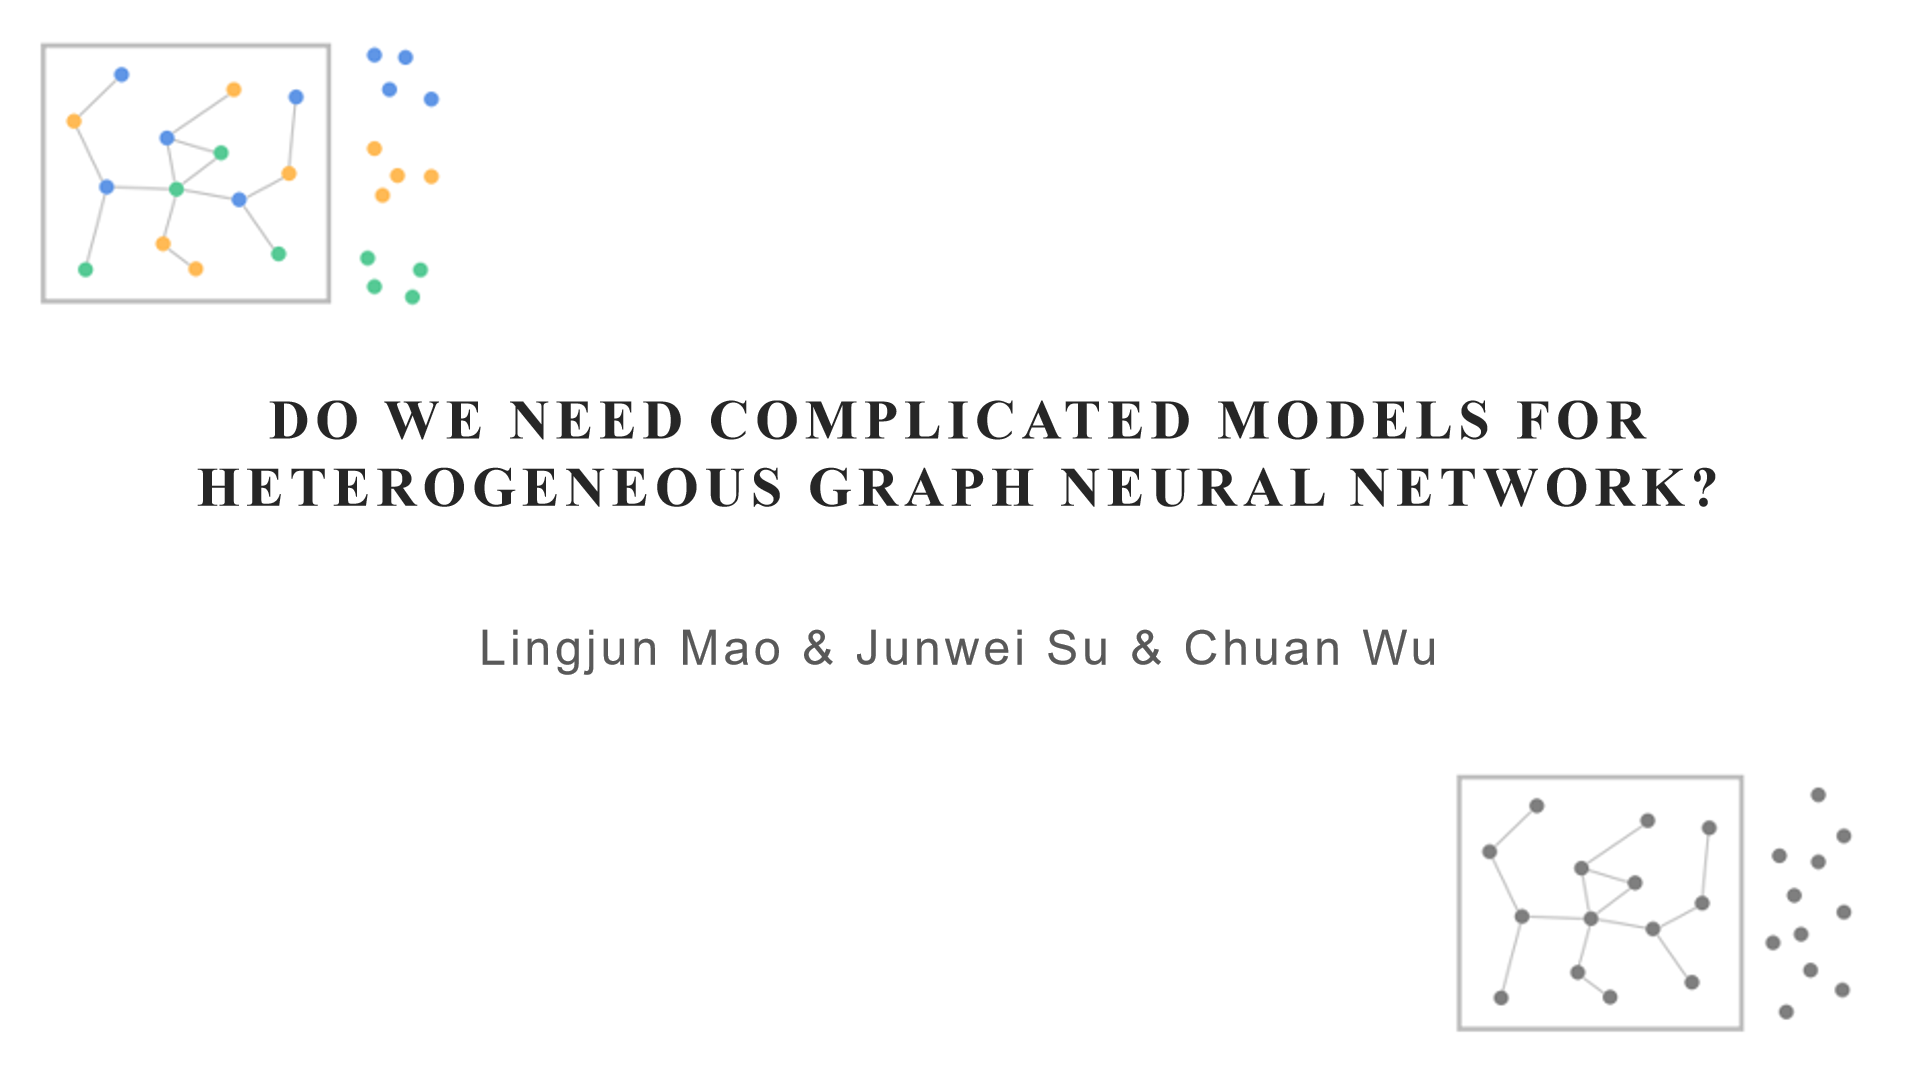 DO WE NEED COMPLICATED MODELS FOR
HETEROGENEOUS GRAPH NEURAL NETWORK?
Lingjun Mao & Junwei Su & Chuan Wu